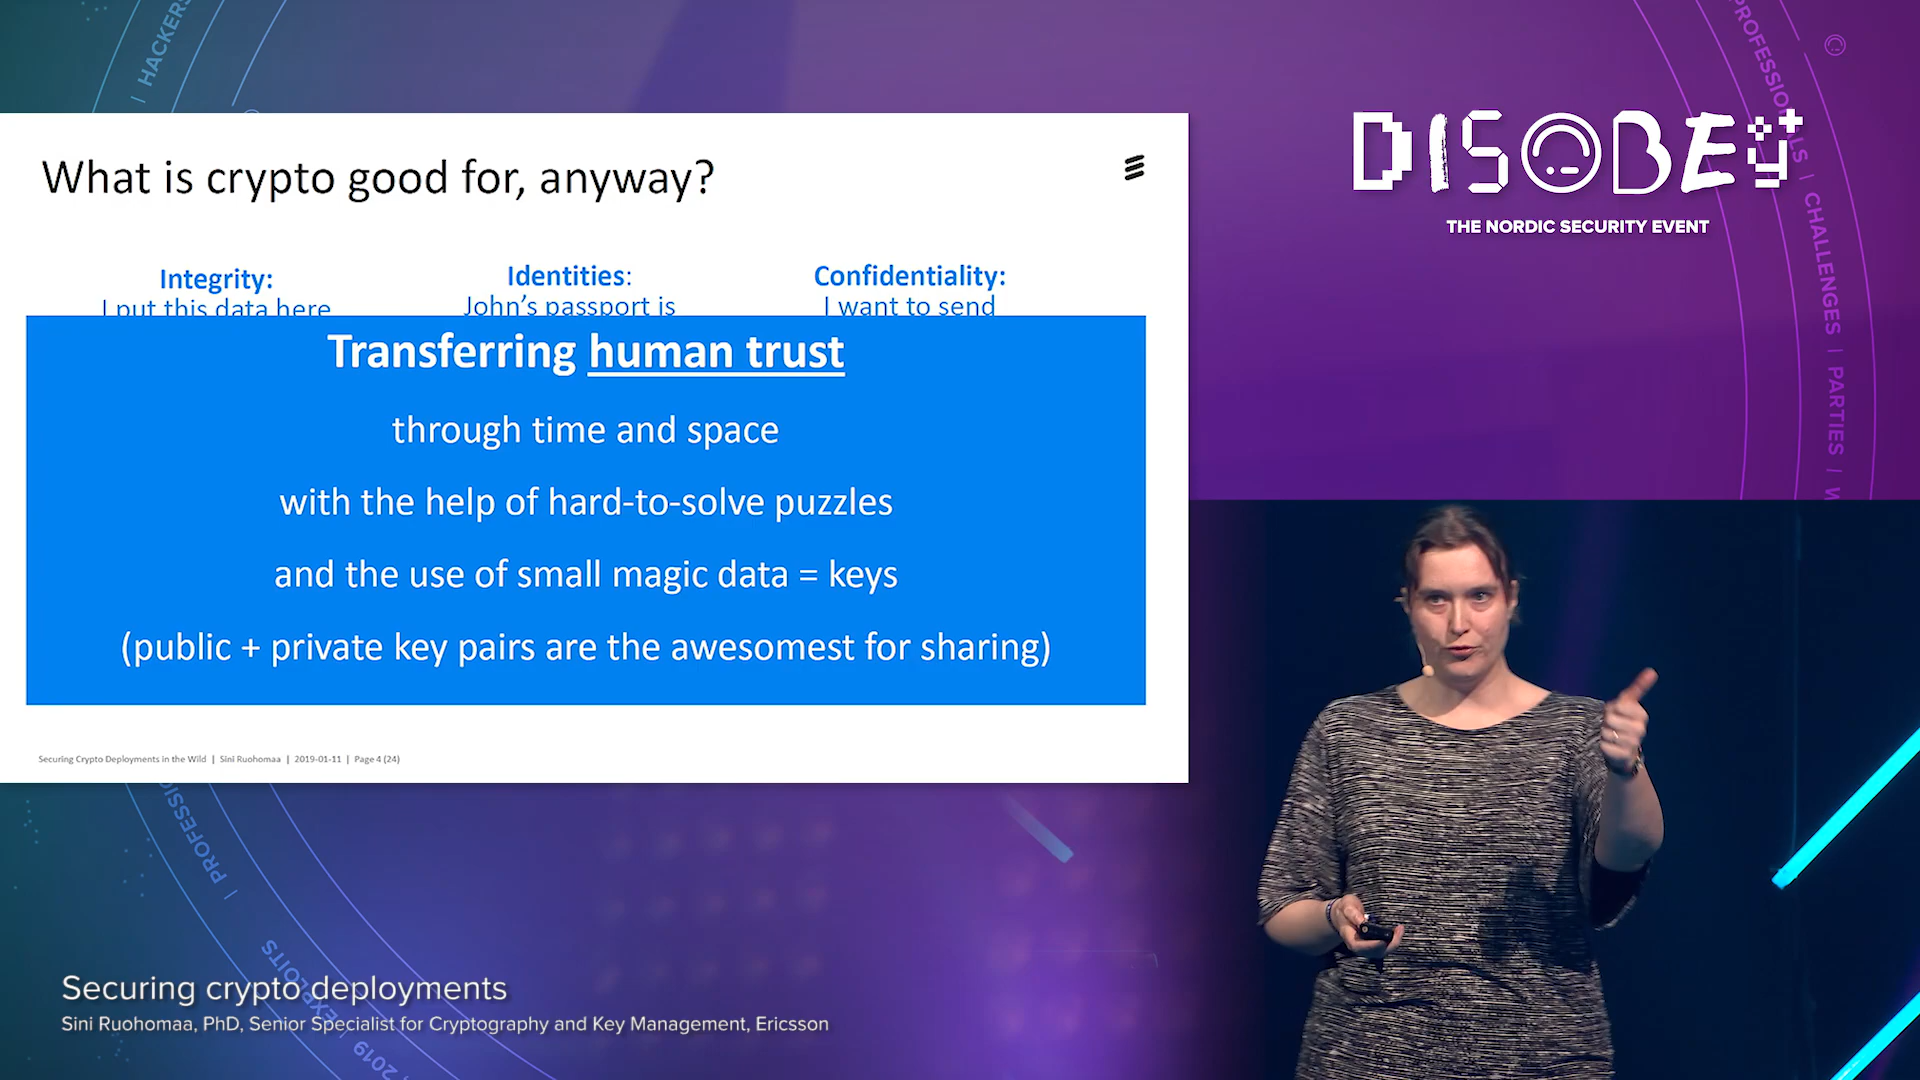 HACKERS
PROFESSIONALS | CHALLENGES | PARTIES |
DISOBEY
THE NORDIC SECURITY EVENT
What is crypto good for, anyway?
Integrity:
I put this data here
Identities:
John's passport is
Confidentiality:
I want to send
Transferring human trust
through time and space
with the help of hard-to-solve puzzles
and the use of small magic data = keys
(public + private key pairs are the awesomest for sharing)
Securing Crypto Deployments in the Wild | Sini Ruohomaa | 2019-01-11 | Page 4 (24)
EXPLOITS
2019
Securing crypto deployments
Sini Ruohomaa, PhD, Senior Specialist for Cryptography and Key Management, Ericsson